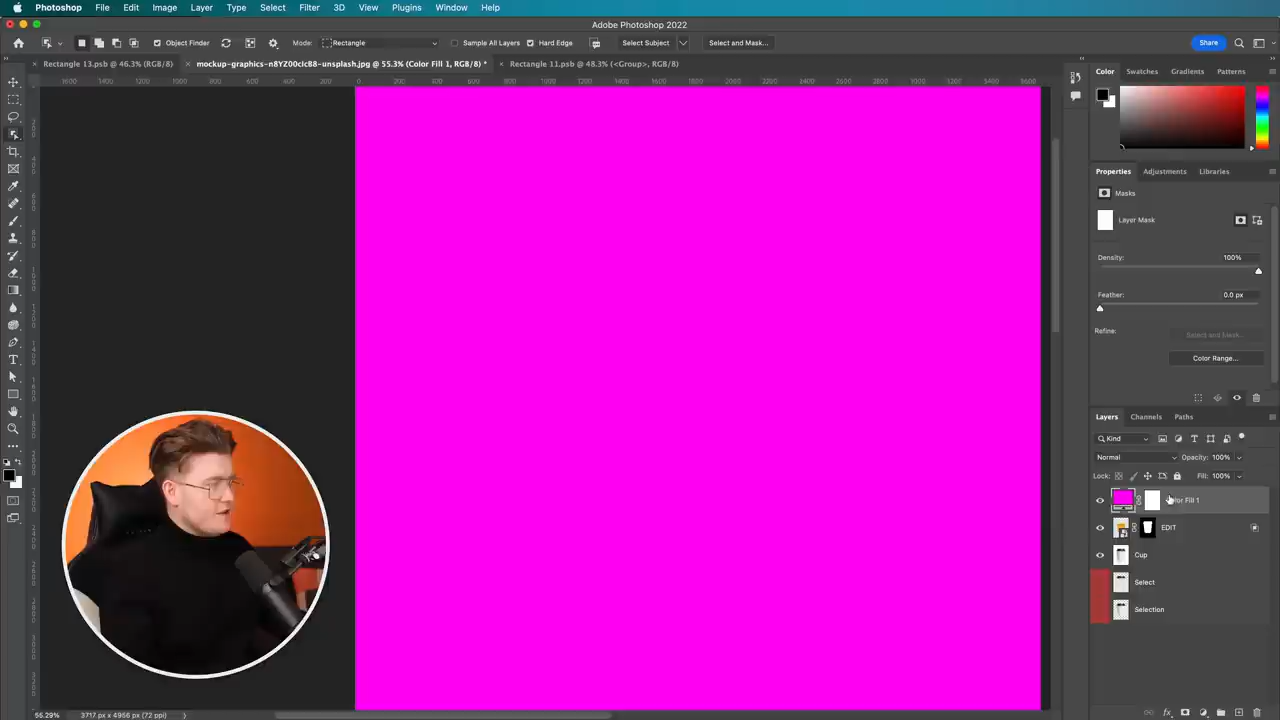 Photoshop File Edit Image Layer Type Select Filter 3D View Plugins Window Help
Adobe Photoshop 2022
Object Finder Mode: Rectangle Sample All Layers Hard Edge Select Subject Select and Mask... Share
Rectangle 13.psb @ 46.3% (RGB/8) mockup-graphics-n8YZ00cIc88-unsplash.jpg @ 55.3% (Color Fill 1, RGB/8) * Rectangle 11.psb @ 48.3% (<Group>, RGB/8)
Color Swatches Gradients Patterns
Properties Adjustments Libraries
Masks
Layer Mask
Density: 100%
Feather: 0.0 px
Refine: Select and Mask...
Color Range...
Layers Channels Paths
Kind
Normal Opacity: 100%
Lock: Fill: 100%
Fill 1
EDIT
Cup
Select
Selection
55.29% 3717 px x 4956 px (72 ppi)